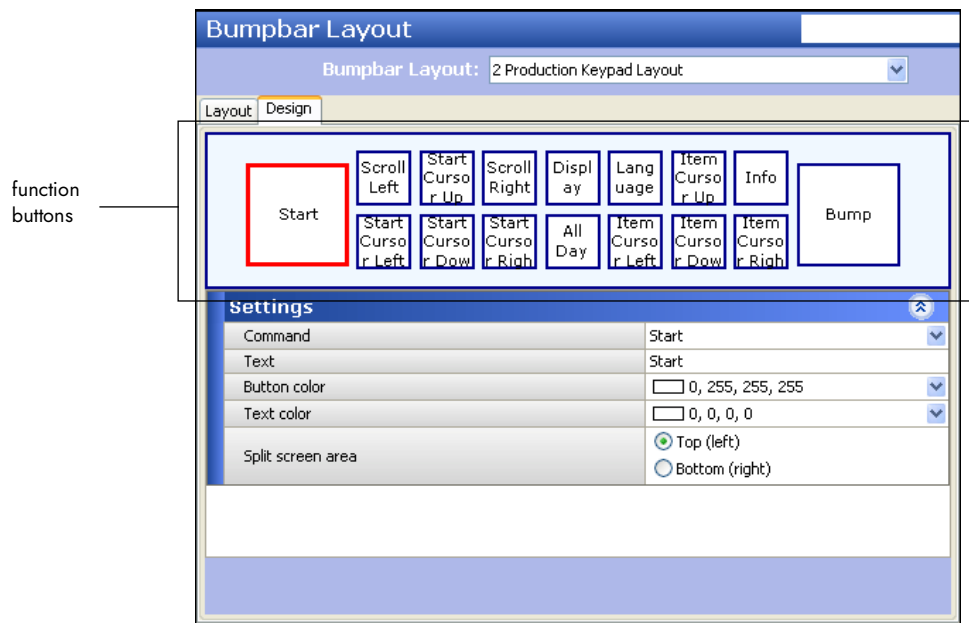 Bumpbar Layout
Bumpbar Layout: 2 Production Keypad Layout
Layout Design
function
buttons
Start
Scroll
Left
Start
Curso
r Up
Scroll
Right
Displ
ay
Lang
uage
Item
Curso
r Up
Info
Bump
Start
Curso
r Left
Start
Curso
r Dow
Start
Curso
r Righ
All
Day
Item
Curso
r Left
Item
Curso
r Dow
Item
Curso
r Righ
Settings
Command Start
Text Start
Button color 0, 255, 255, 255
Text color 0, 0, 0, 0
Split screen area
Top (left)
Bottom (right)